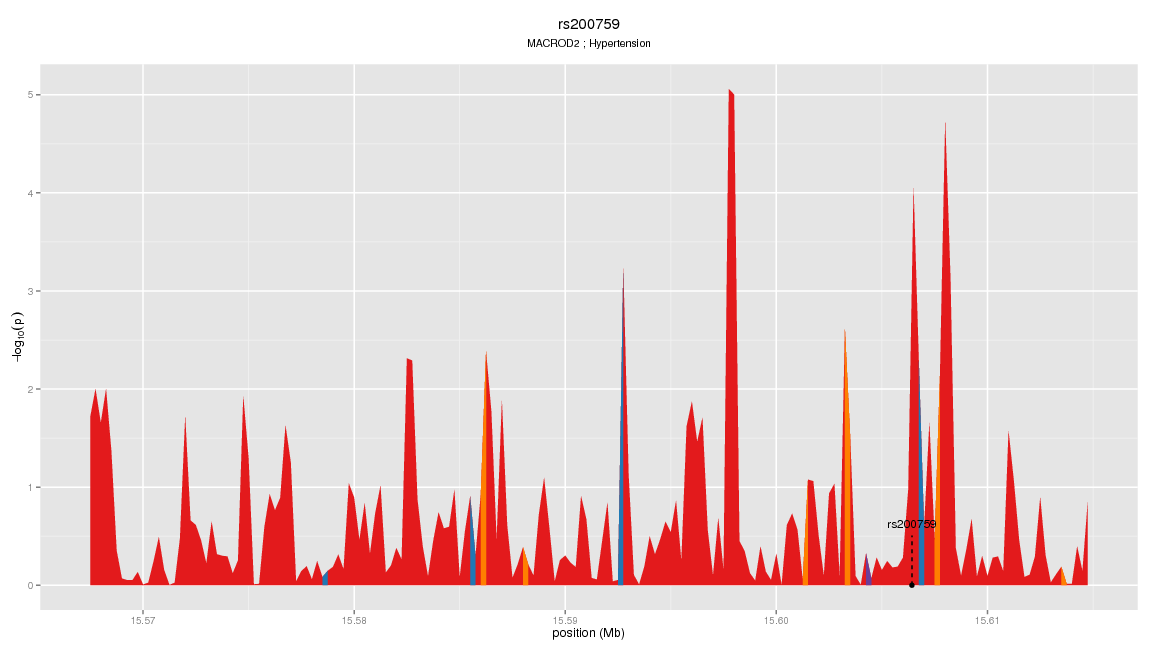 rs200759
MACROD2 ; Hypertension
5
4
3
2
1
0
−log10(p)
rs200759
15.57
15.58
15.59
15.60
15.61
position (Mb)